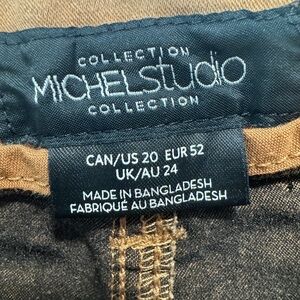 COLLECTION
MICHELSTUDIO
COLLECTION
CAN/US 20 EUR 52
UK/AU 24
MADE IN BANGLADESH
FABRIQUÉ AU BANGLADESH